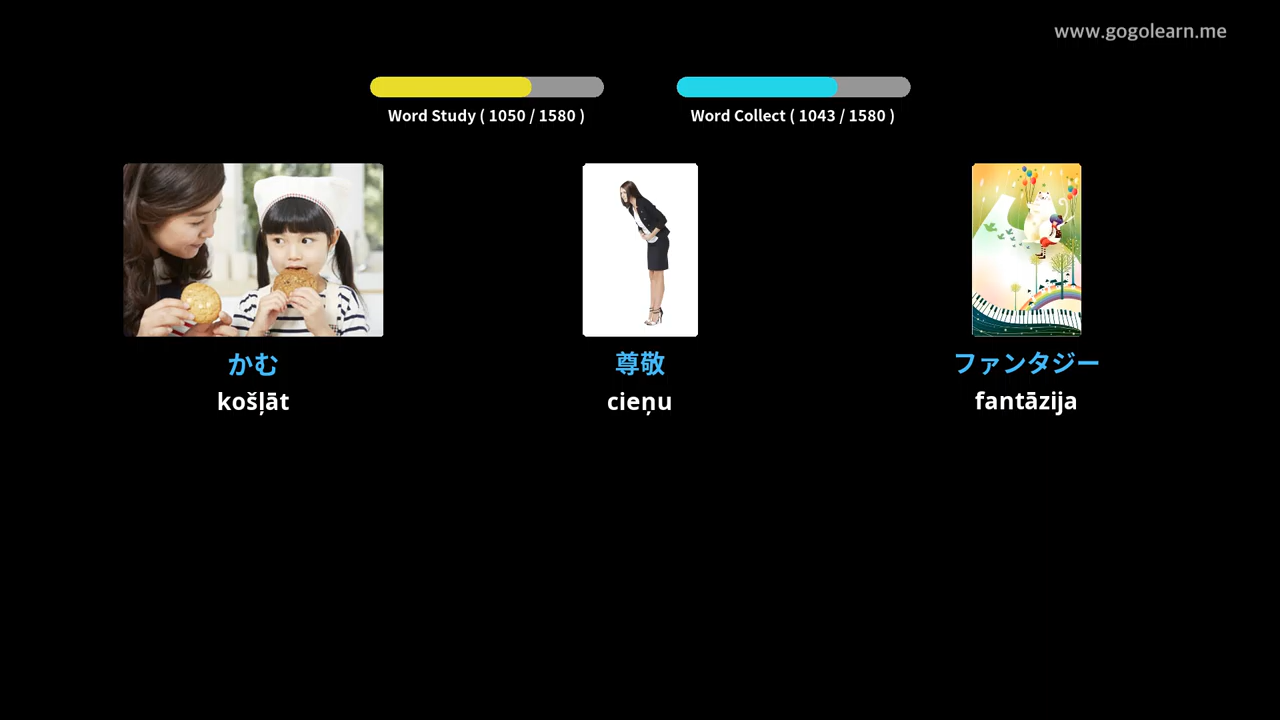 www.gogolearn.me
Word Study ( 1050 / 1580 )
Word Collect ( 1043 / 1580 )
かむ
košļāt
尊敬
cieņu
ファンタジー
fantāzija